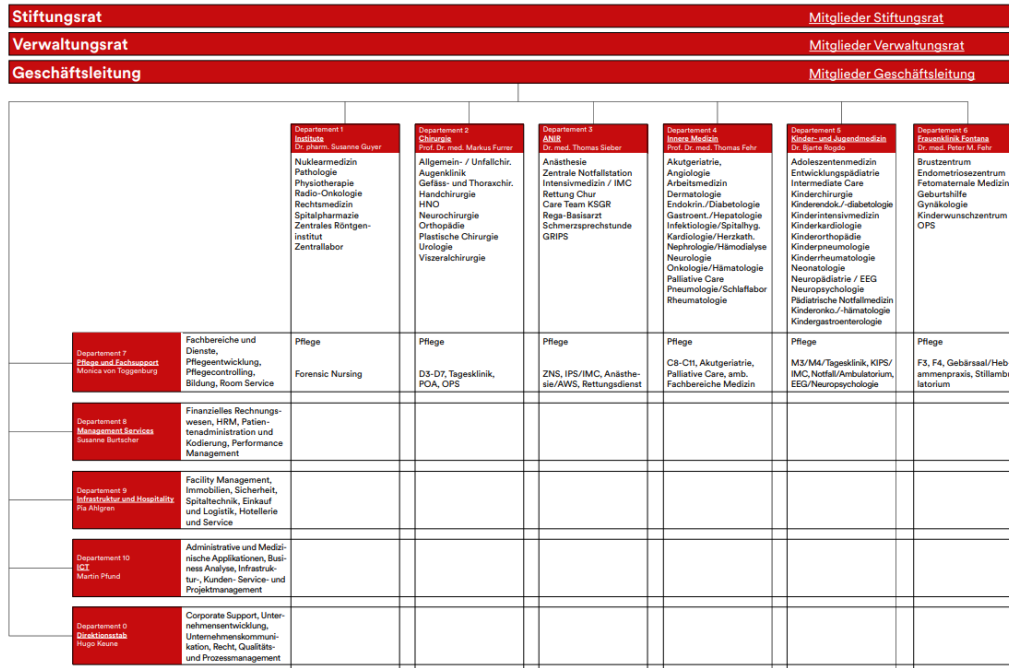 Stiftungsrat
Mitglieder Stiftungsrat
Verwaltungsrat
Mitglieder Verwaltungsrat
Geschäftsleitung
Mitglieder Geschäftsleitung
Departement 1
Institute
Dr. pharm. Susanne Guyer
Nuklearmedizin
Pathologie
Physiotherapie
Radio-Onkologie
Rechtsmedizin
Spitalpharmazie
Zentrales Röntgen-
institut
Zentrallabor
Departement 2
Chirurgie
Prof. Dr. med. Markus Furrer
Allgemein- / Unfallchir.
Augenklinik
Gefäss- und Thoraxchir.
Handchirurgie
HNO
Neurochirurgie
Orthopädie
Plastische Chirurgie
Urologie
Viszeralchirurgie
Departement 3
ANIR
Dr. med. Thomas Sieber
Anästhesie
Zentrale Notfallstation
Intensivmedizin / IMC
Rettung Chur
Care Team KSGR
Rega-Basisarzt
Schmerzsprechstunde
GRIPS
Departement 4
Innere Medizin
Prof. Dr. med. Thomas Fehr
Akutgeriatrie,
Angiologie
Arbeitsmedizin
Dermatologie
Endokrin./Diabetologie
Gastroent./Hepatologie
Infektiologie/Spitalhyg.
Kardiologie/Herzkath.
Nephrologie/Hämodialyse
Neurologie
Onkologie/Hämatologie
Palliative Care
Pneumologie/Schlaflabor
Rheumatologie
Departement 5
Kinder- und Jugendmedizin
Dr. Bjarte Rogdo
Adoleszentenmedizin
Entwicklungspädiatrie
Intermediate Care
Kinderchirurgie
Kinderendok./-diabetologie
Kinderintensivmedizin
Kinderkardiologie
Kinderorthopädie
Kinderpneumologie
Kinderrheumatologie
Neonatologie
Neuropädiatrie / EEG
Neuropsychologie
Pädiatrische Notfallmedizin
Kinderonko./-hämatologie
Kindergastroenterologie
Departement 6
Frauenklinik Fontana
Dr. med. Peter M. Fehr
Brustzentrum
Endometriosezentrum
Fetomaternale Medizin
Geburtshilfe
Gynäkologie
Kinderwunschzentrum
OPS
Departement 7
Pflege und Fachsupport
Monica von Toggenburg
Fachbereiche und
Dienste,
Pflegeentwicklung,
Pflegecontrolling,
Bildung, Room Service
Pflege
Forensic Nursing
Pflege
D3-D7, Tagesklinik,
POA, OPS
Pflege
ZNS, IPS/IMC, Anästhe-
sie/AWS, Rettungsdienst
Pflege
C8-C11, Akutgeriatrie,
Palliative Care, amb.
Fachbereiche Medizin
Pflege
M3/M4/Tagesklinik, KIPS/
IMC, Notfall/Ambulatorium,
EEG/Neuropsychologie
Pflege
F3, F4, Gebärsaal/Heb-
ammenpraxis, Stillambu
latorium
Departement 8
Management Services
Susanne Burtscher
Finanzielles Rechnungs-
wesen, HRM, Patien-
tenadministration und
Kodierung, Performance
Management
Departement 9
Infrastruktur und Hospitality
Pia Ahlgren
Facility Management,
Immobilien, Sicherheit,
Spitaltechnik, Einkauf
und Logistik, Hotellerie
und Service
Departement 10
ICT
Martin Pfund
Administrative und Medizi-
nische Applikationen, Busi-
ness Analyse, Infrastruk-
tur-, Kunden- Service- und
Projektmanagement
Departement 0
Direktionsstab
Hugo Keune
Corporate Support, Unter-
nehmensentwicklung,
Unternehmenskommuni-
kation, Recht, Qualitäts-
und Prozessmanagement